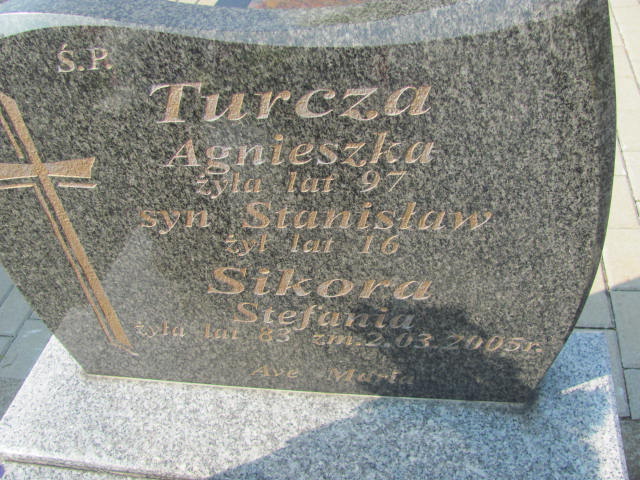 Ś.P.
Turcza
Agnieszka
żyła lat 97
syn Stanisław
żył lat 16
Sikora
Stefania
żyła lat 83 zm.2.03.2005r.
Ave Maria